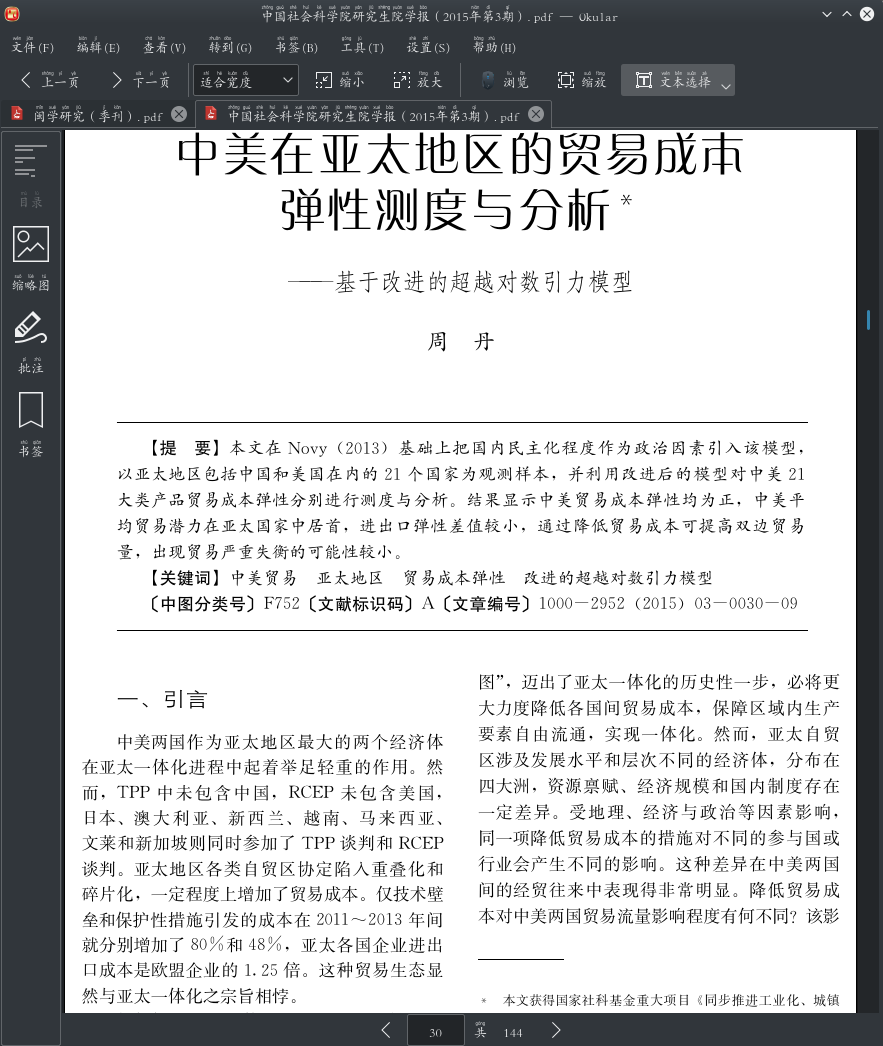 中国社会科学院研究生院学报（2015年第3期）.pdf — Okular
文件(F) 编辑(E) 查看(V) 转到(G) 书签(B) 工具(T) 设置(S) 帮助(H)
上一页 下一页 适合宽度 缩小 放大 浏览 缩放 文本选择
闽学研究（季刊）.pdf 中国社会科学院研究生院学报（2015年第3期）.pdf
目录
缩略图
批注
书签
中美在亚太地区的贸易成本
弹性测度与分析*
——基于改进的超越对数引力模型
周 丹
【提 要】本文在 Novy（2013）基础上把国内民主化程度作为政治因素引入该模型，
以亚太地区包括中国和美国在内的 21 个国家为观测样本，并利用改进后的模型对中美 21
大类产品贸易成本弹性分别进行测度与分析。结果显示中美贸易成本弹性均为正，中美平
均贸易潜力在亚太国家中居首，进出口弹性差值较小，通过降低贸易成本可提高双边贸易
量，出现贸易严重失衡的可能性较小。
【关键词】中美贸易 亚太地区 贸易成本弹性 改进的超越对数引力模型
〔中图分类号〕F752〔文献标识码〕A〔文章编号〕1000－2952（2015）03－0030－09
一、引言
中美两国作为亚太地区最大的两个经济体
在亚太一体化进程中起着举足轻重的作用。然
而，TPP 中未包含中国，RCEP 未包含美国，
日本、澳大利亚、新西兰、越南、马来西亚、
文莱和新加坡则同时参加了 TPP 谈判和 RCEP
谈判。亚太地区各类自贸区协定陷入重叠化和
碎片化，一定程度上增加了贸易成本。仅技术壁
垒和保护性措施引发的成本在 2011～2013 年间
就分别增加了 80％和 48％，亚太各国企业进出
口成本是欧盟企业的 1.25 倍。这种贸易生态显
然与亚太一体化之宗旨相悖。
图”，迈出了亚太一体化的历史性一步，必将更
大力度降低各国间贸易成本，保障区域内生产
要素自由流通，实现一体化。然而，亚太自贸
区涉及发展水平和层次不同的经济体，分布在
四大洲，资源禀赋、经济规模和国内制度存在
一定差异。受地理、经济与政治等因素影响，
同一项降低贸易成本的措施对不同的参与国或
行业会产生不同的影响。这种差异在中美两国
间的经贸往来中表现得非常明显。降低贸易成
本对中美两国贸易流量影响程度有何不同？该影
* 本文获得国家社科基金重大项目《同步推进工业化、城镇
30 共 144